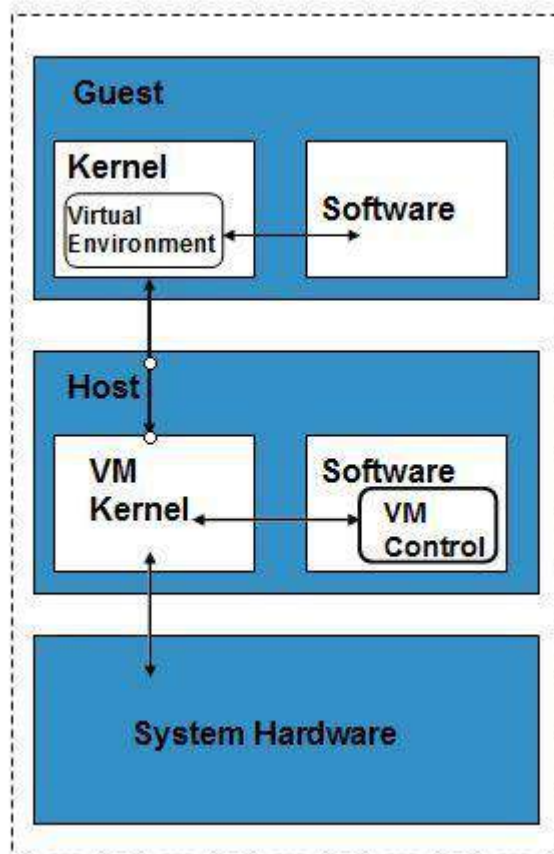 Guest
Kernel
Virtual
Environment
Software
Host
VM
Kernel
Software
VM
Control
System Hardware